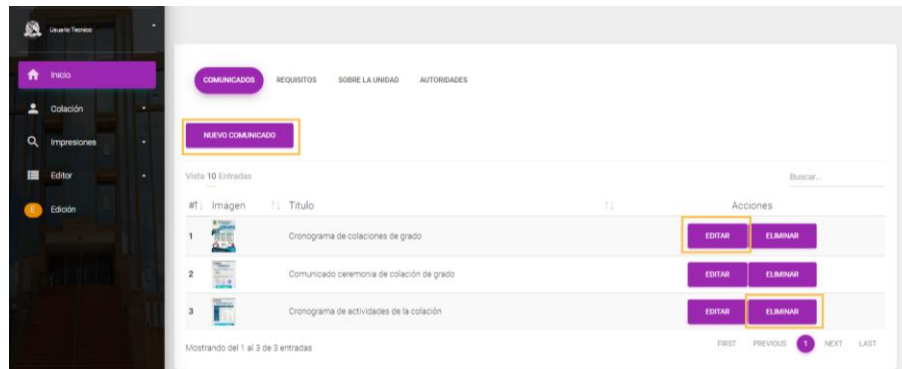 Usuario Tecnico
Inicio
Colación
Impresiones
Editor
E Edición
COMUNICADOS REQUISITOS SOBRE LA UNIDAD AUTORIDADES
NUEVO COMUNICADO
Vista 10 Entradas Buscar...
#↑↓ Imagen ↑↓ Titulo ↑↓ Acciones
1 Cronograma de colaciones de grado EDITAR ELIMINAR
2 Comunicado ceremonia de colación de grado EDITAR ELIMINAR
3 Cronograma de actividades de la colación EDITAR ELIMINAR
Mostrando del 1 al 3 de 3 entradas FIRST PREVIOUS 1 NEXT LAST